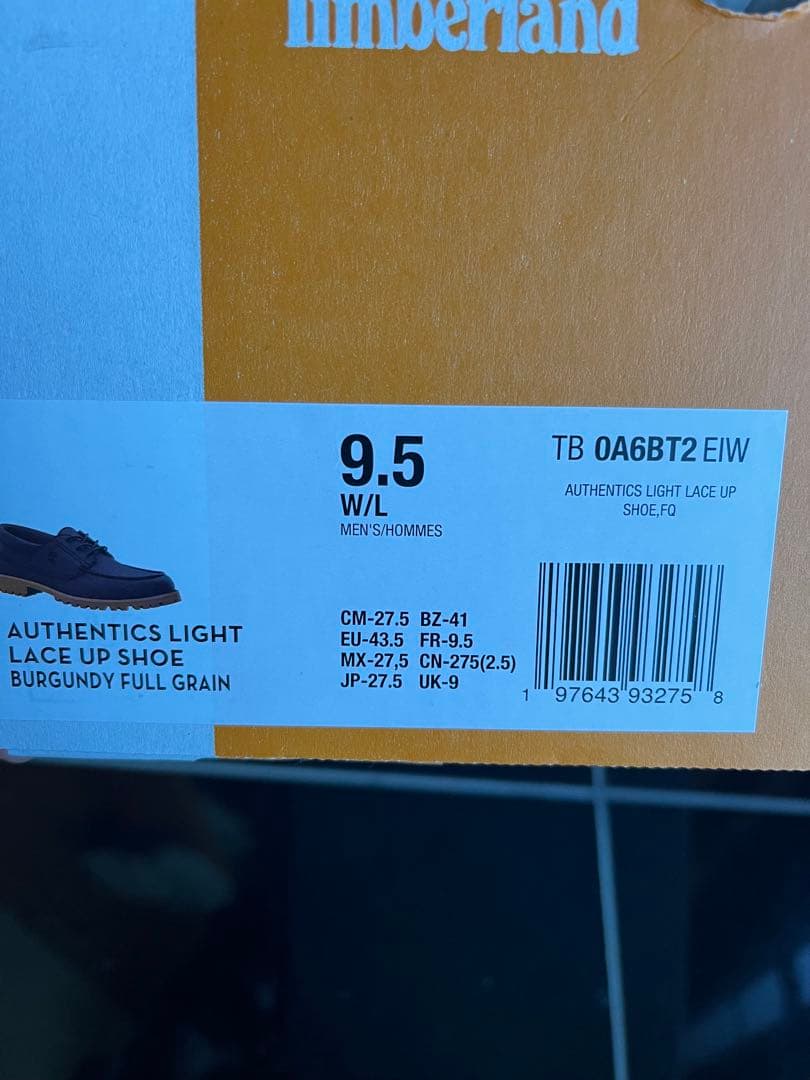 Timberland
9.5
W/L
MEN'S/HOMMES
TB 0A6BT2 EIW
AUTHENTICS LIGHT LACE UP
SHOE,FQ
AUTHENTICS LIGHT
LACE UP SHOE
BURGUNDY FULL GRAIN
CM-27.5 BZ-41
EU-43.5 FR-9.5
MX-27,5 CN-275(2.5)
JP-27.5 UK-9
1 97643 93275 8